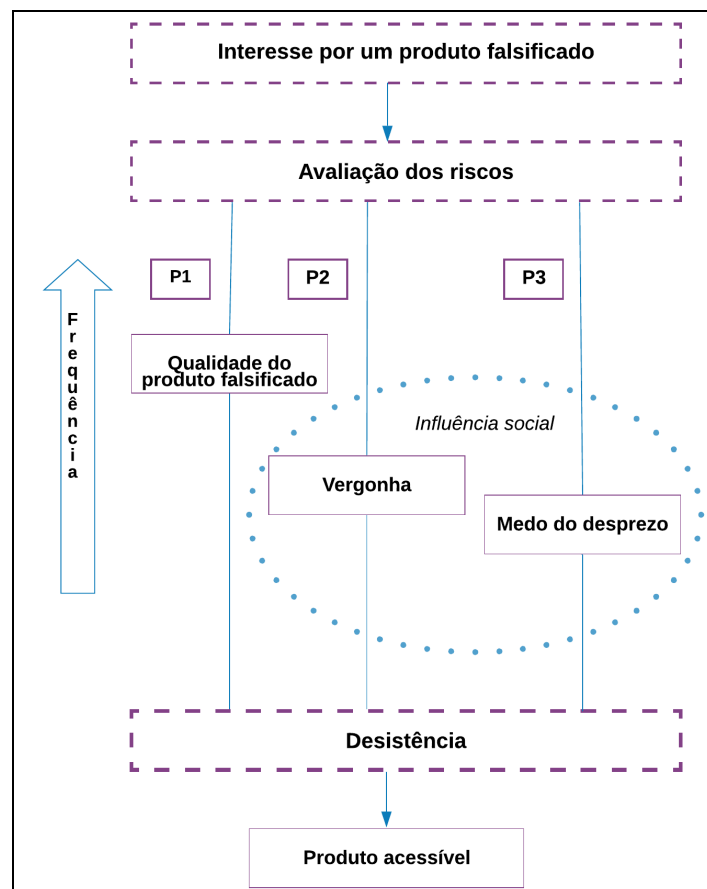 Interesse por um produto falsificado
Avaliação dos riscos
P1
P2
P3
Frequência
Qualidade do
produto falsificado
Influência social
Vergonha
Medo do desprezo
Desistência
Produto acessível